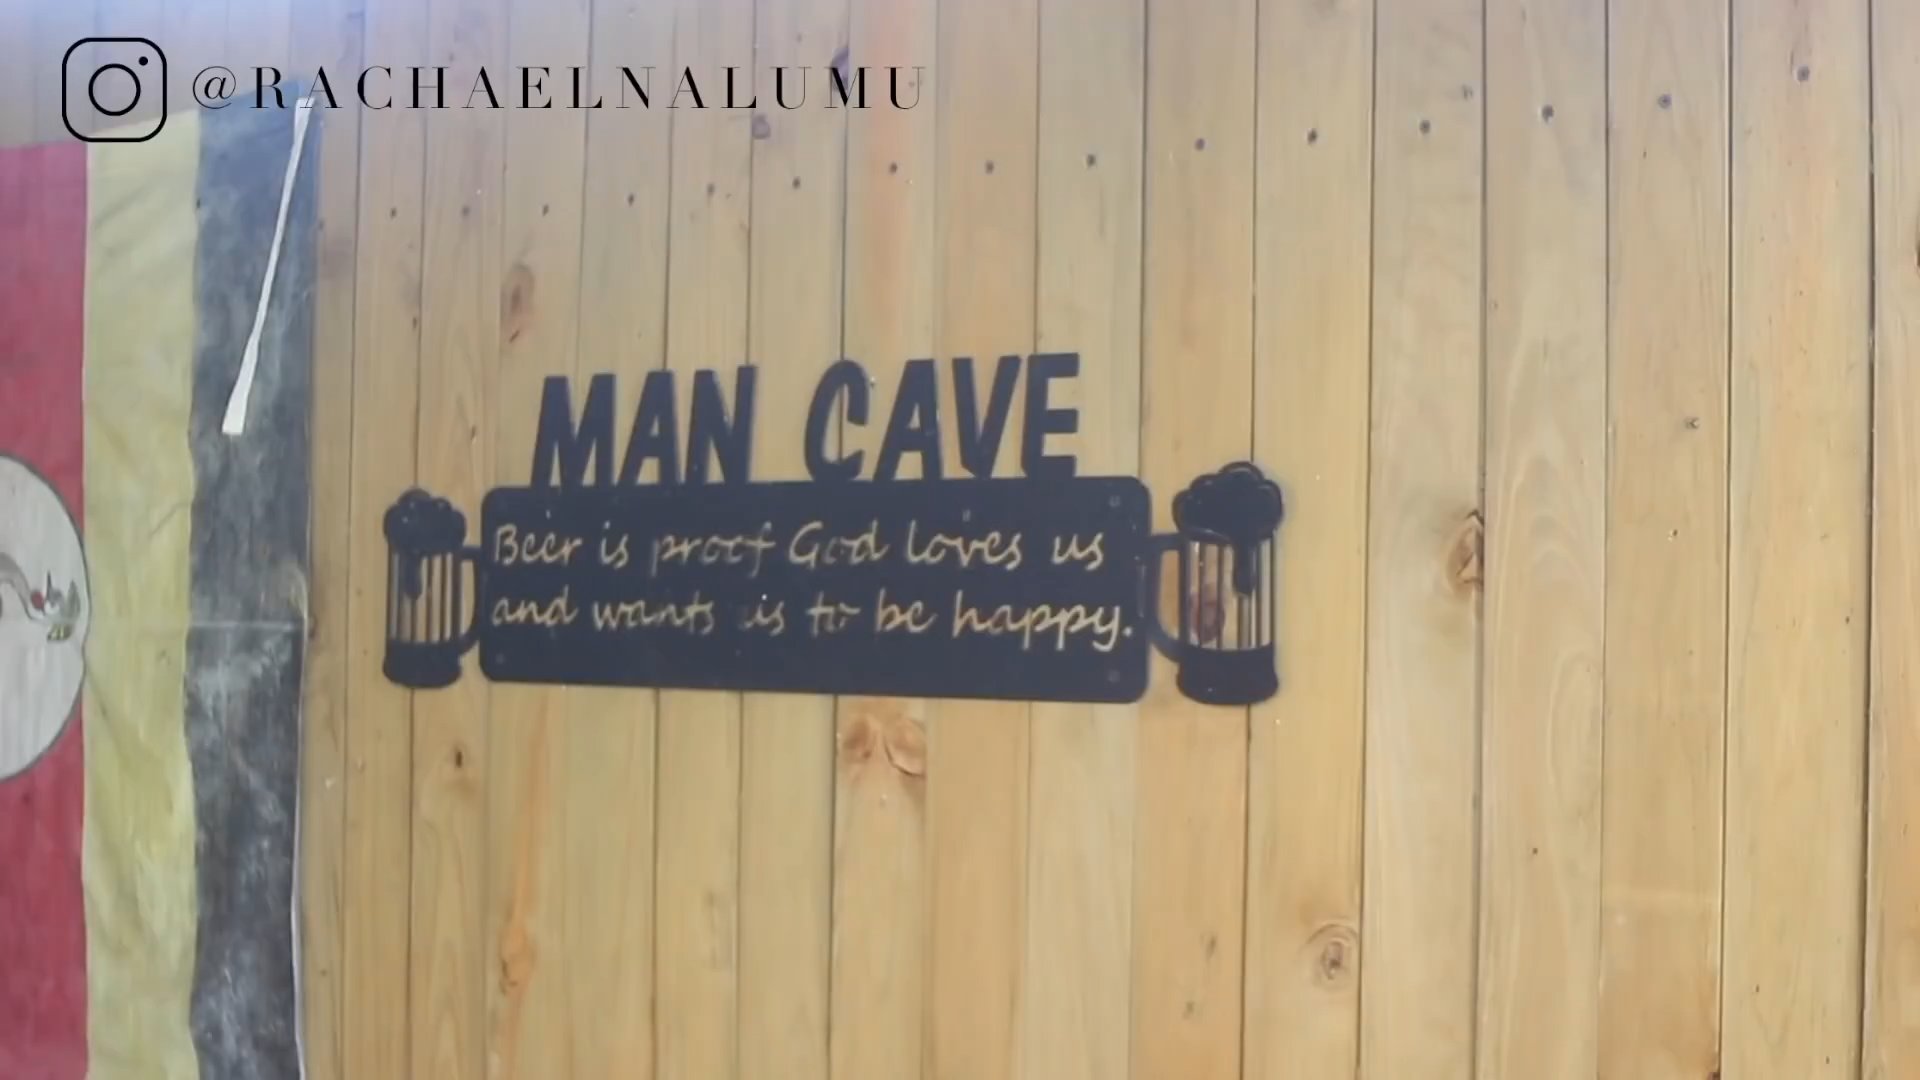 @RACHAELNALUMU
MAN CAVE
Beer is proof God loves us
and wants us to be happy.